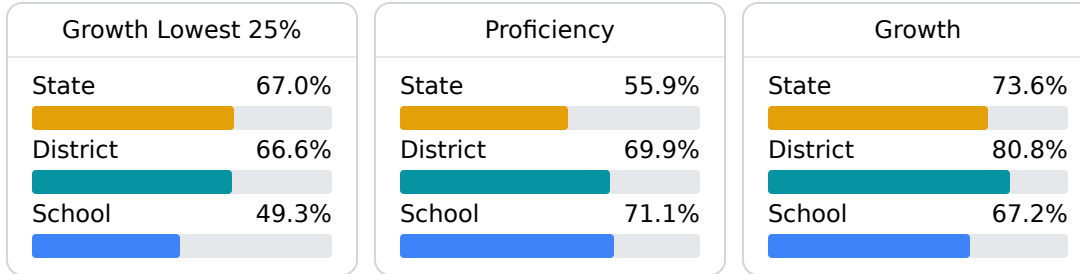 Growth Lowest 25%
State 67.0%
District 66.6%
School 49.3%
Proficiency
State 55.9%
District 69.9%
School 71.1%
Growth
State 73.6%
District 80.8%
School 67.2%